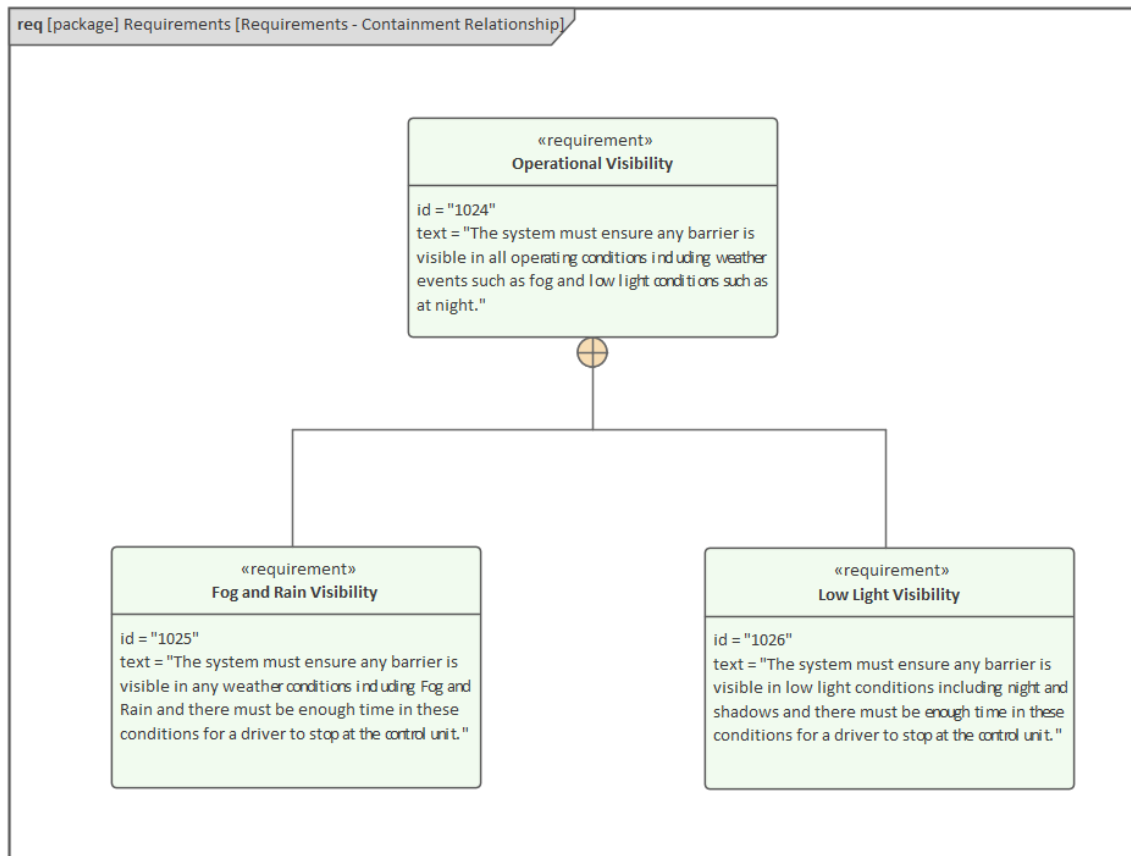 req [package] Requirements [Requirements - Containment Relationship]
«requirement»
Operational Visibility
id = "1024"
text = "The system must ensure any barrier is
visible in all operating conditions including weather
events such as fog and low light conditions such as
at night."
«requirement»
Fog and Rain Visibility
id = "1025"
text = "The system must ensure any barrier is
visible in any weather conditions including Fog and
Rain and there must be enough time in these
conditions for a driver to stop at the control unit."
«requirement»
Low Light Visibility
id = "1026"
text = "The system must ensure any barrier is
visible in low light conditions including night and
shadows and there must be enough time in these
conditions for a driver to stop at the control unit."